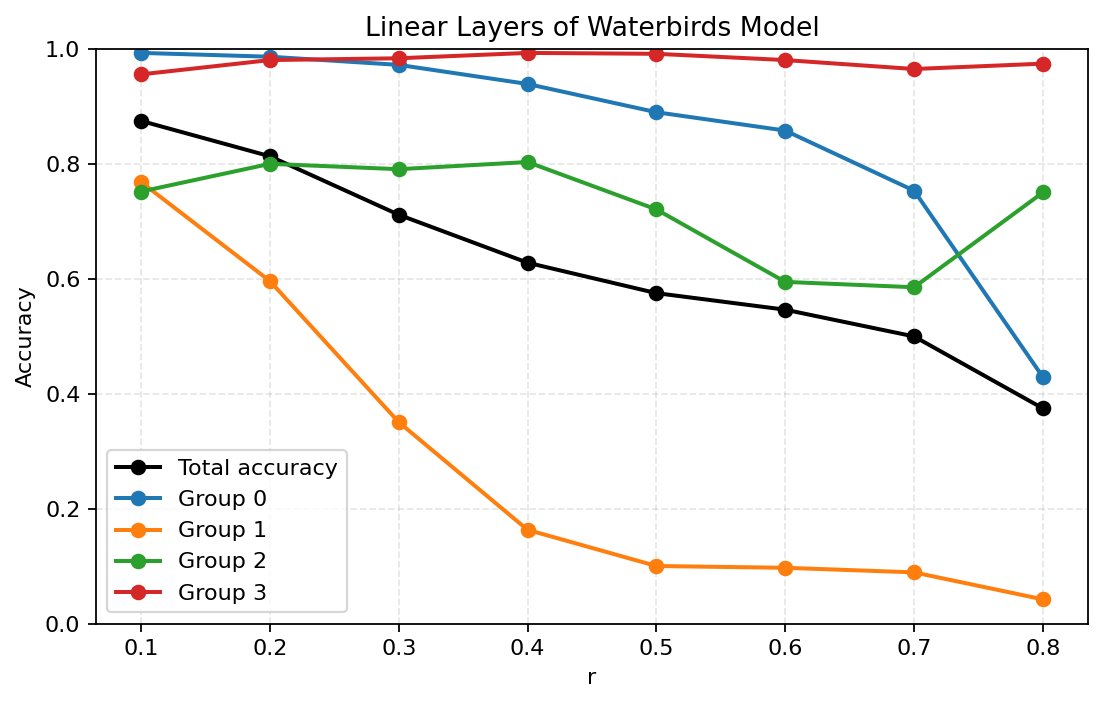 Linear Layers of Waterbirds Model
1.0
0.8
0.6
0.4
0.2
0.0
Accuracy
Total accuracy
Group 0
Group 1
Group 2
Group 3
0.1 0.2 0.3 0.4 0.5 0.6 0.7 0.8
r